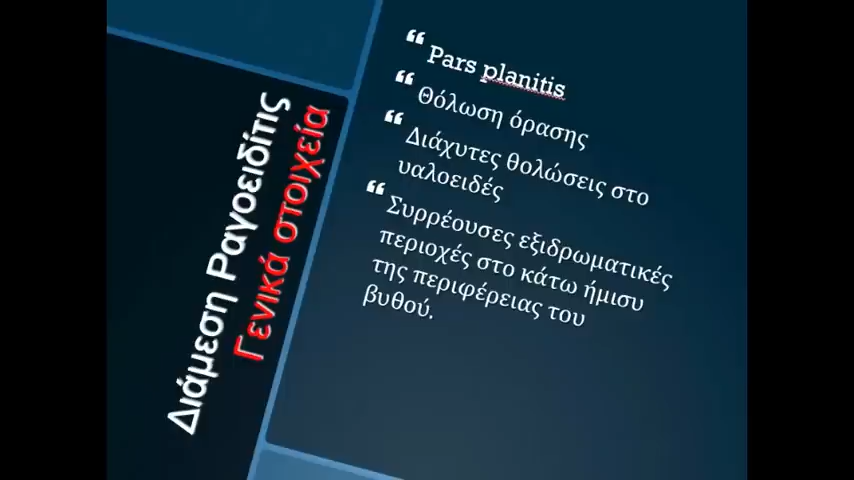 Διάμεση Ραγοειδίτις
Γενικά στοιχεία
“ Pars planitis
“ Θόλωση όρασης
“ Διάχυτες θολώσεις στο
υαλοειδές
“ Συρρέουσες εξιδρωματικές
περιοχές στο κάτω ήμισυ
της περιφέρειας του
βυθού.